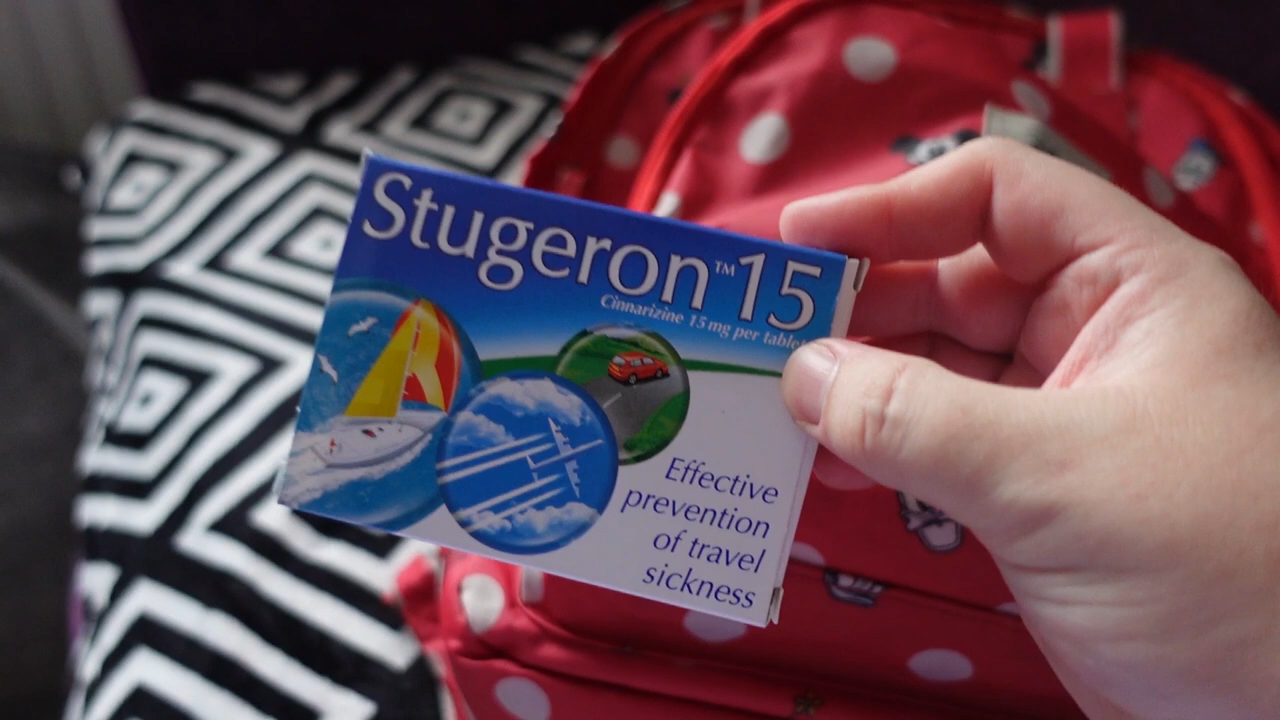 Stugeron™ 15
Cinnarizine 15 mg per tablet
Effective
prevention
of travel
sickness